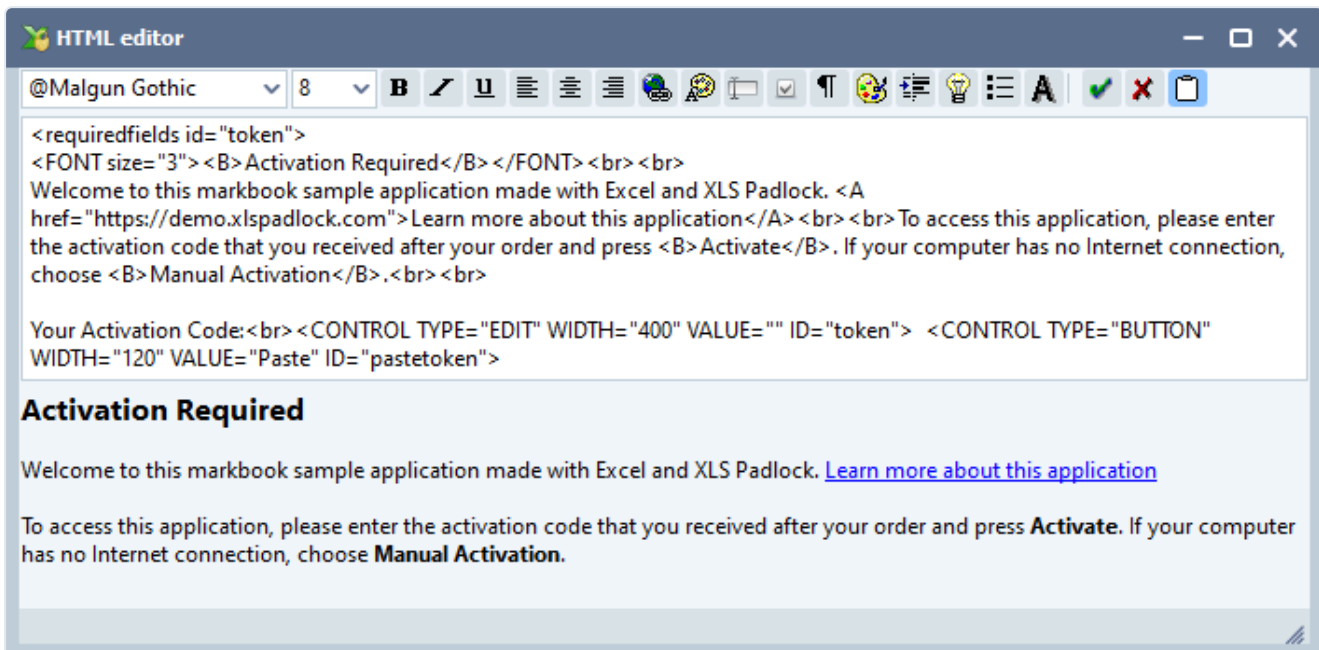 HTML editor
@Malgun Gothic 8 B I U A
<requiredfields id="token">
<FONT size="3"><B>Activation Required</B></FONT><br><br>
Welcome to this markbook sample application made with Excel and XLS Padlock. <A
href="https://demo.xlspadlock.com">Learn more about this application</A><br><br>To access this application, please enter
the activation code that you received after your order and press <B>Activate</B>. If your computer has no Internet connection,
choose <B>Manual Activation</B>.<br><br>
Your Activation Code:<br><CONTROL TYPE="EDIT" WIDTH="400" VALUE="" ID="token">  <CONTROL TYPE="BUTTON"
WIDTH="120" VALUE="Paste" ID="pastetoken">
Activation Required
Welcome to this markbook sample application made with Excel and XLS Padlock. Learn more about this application
To access this application, please enter the activation code that you received after your order and press Activate. If your computer
has no Internet connection, choose Manual Activation.